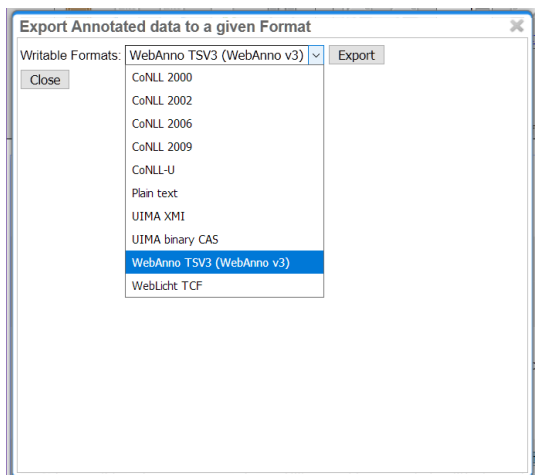 Export Annotated data to a given Format
Writable Formats: WebAnno TSV3 (WebAnno v3) Export
Close
CoNLL 2000
CoNLL 2002
CoNLL 2006
CoNLL 2009
CoNLL-U
Plain text
UIMA XMI
UIMA binary CAS
WebAnno TSV3 (WebAnno v3)
WebLicht TCF